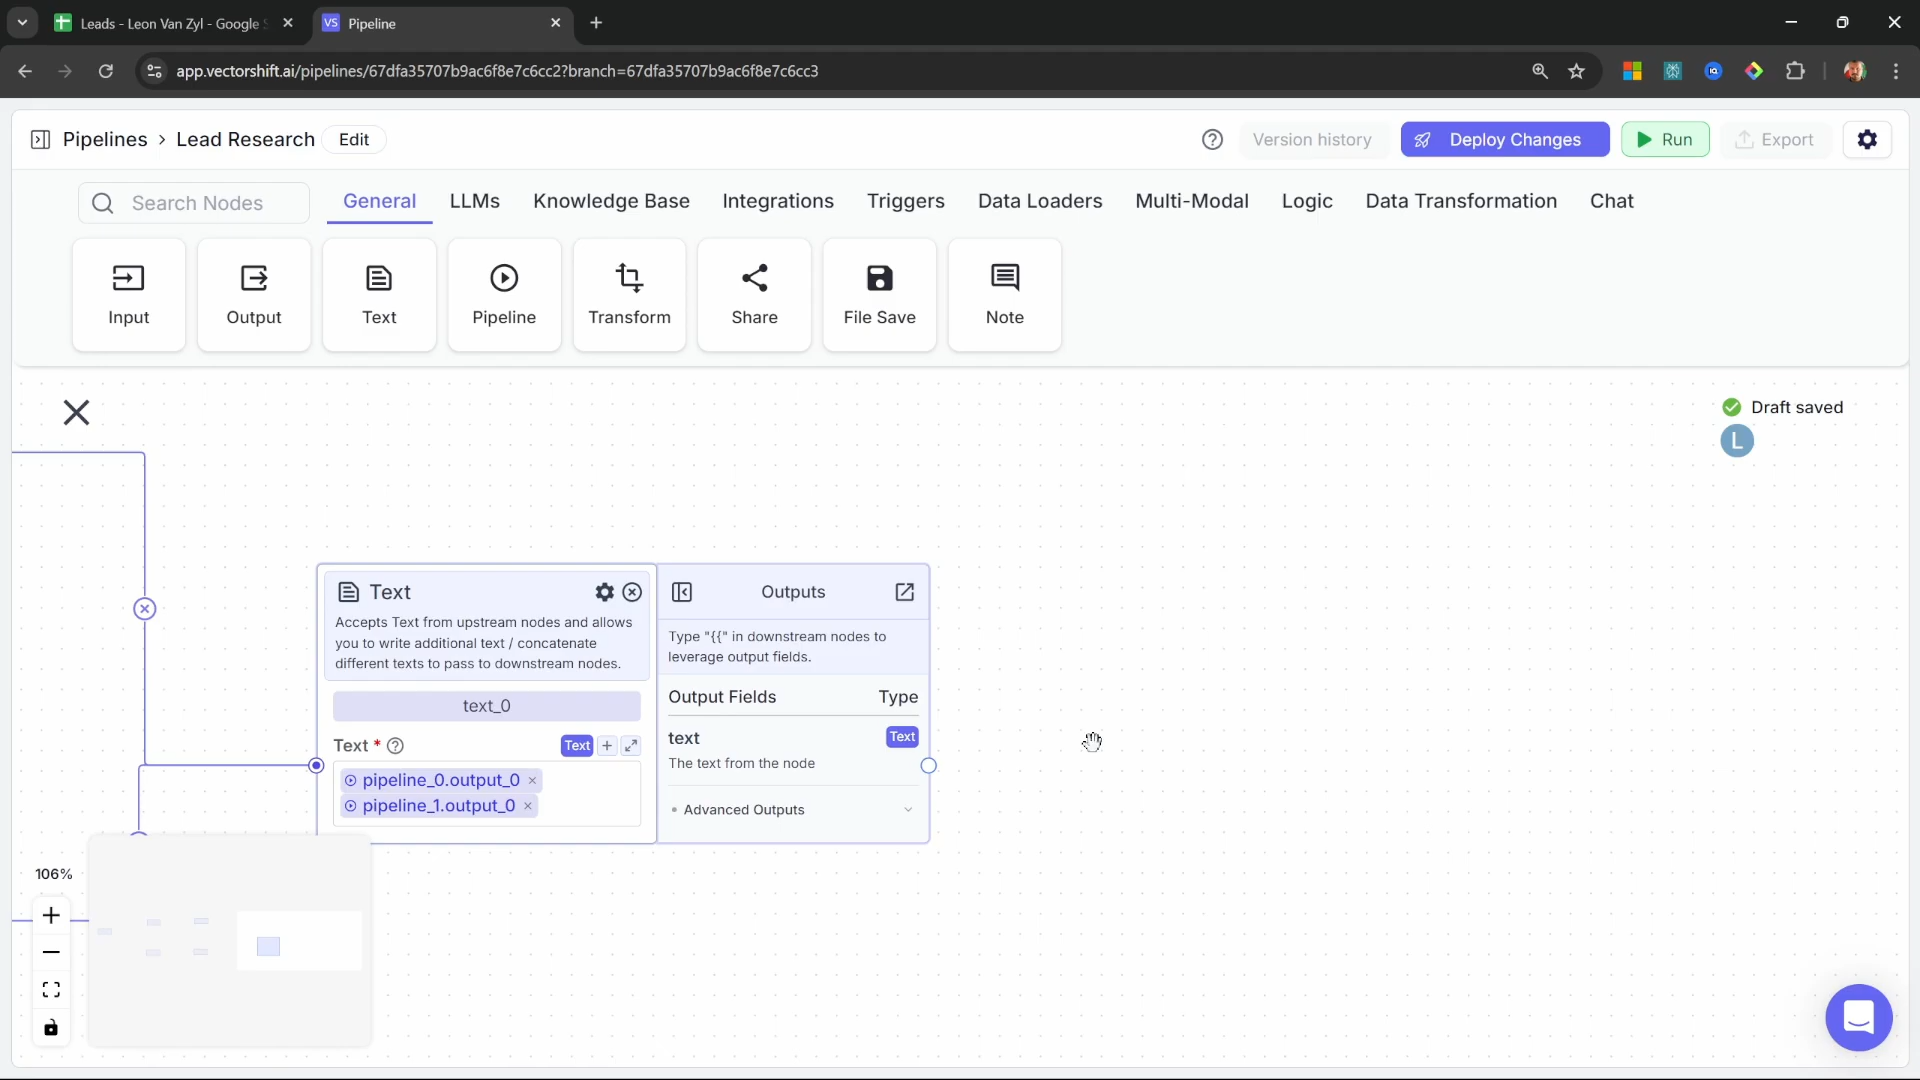 Leads - Leon Van Zyl - Google S
VS Pipeline
app.vectorshift.ai/pipelines/67dfa35707b9ac6f8e7c6cc2?branch=67dfa35707b9ac6f8e7c6cc3
Pipelines > Lead Research Edit
Version history
Deploy Changes
Run
Export
Search Nodes
General
LLMs
Knowledge Base
Integrations
Triggers
Data Loaders
Multi-Modal
Logic
Data Transformation
Chat
Input
Output
Text
Pipeline
Transform
Share
File Save
Note
Draft saved
L
Text
Accepts Text from upstream nodes and allows
you to write additional text / concatenate
different texts to pass to downstream nodes.
text_0
Text *
Text
pipeline_0.output_0
pipeline_1.output_0
Outputs
Type "{{" in downstream nodes to
leverage output fields.
Output Fields Type
text Text
The text from the node
Advanced Outputs
106%